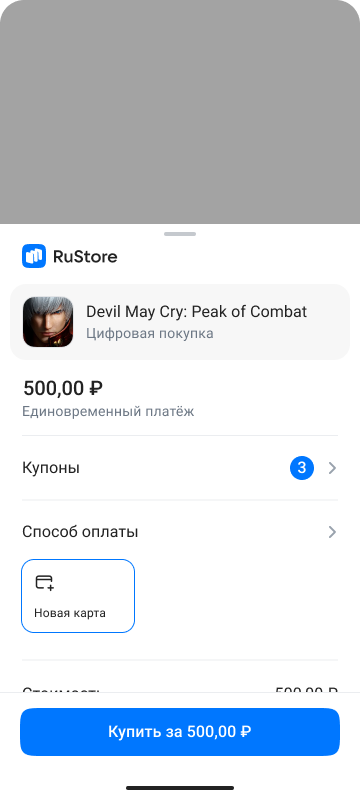 RuStore
Devil May Cry: Peak of Combat
Цифровая покупка
500,00 ₽
Единовременный платёж
Купоны 3
Способ оплаты
Новая карта
Стоимость 500,00 ₽
Купить за 500,00 ₽